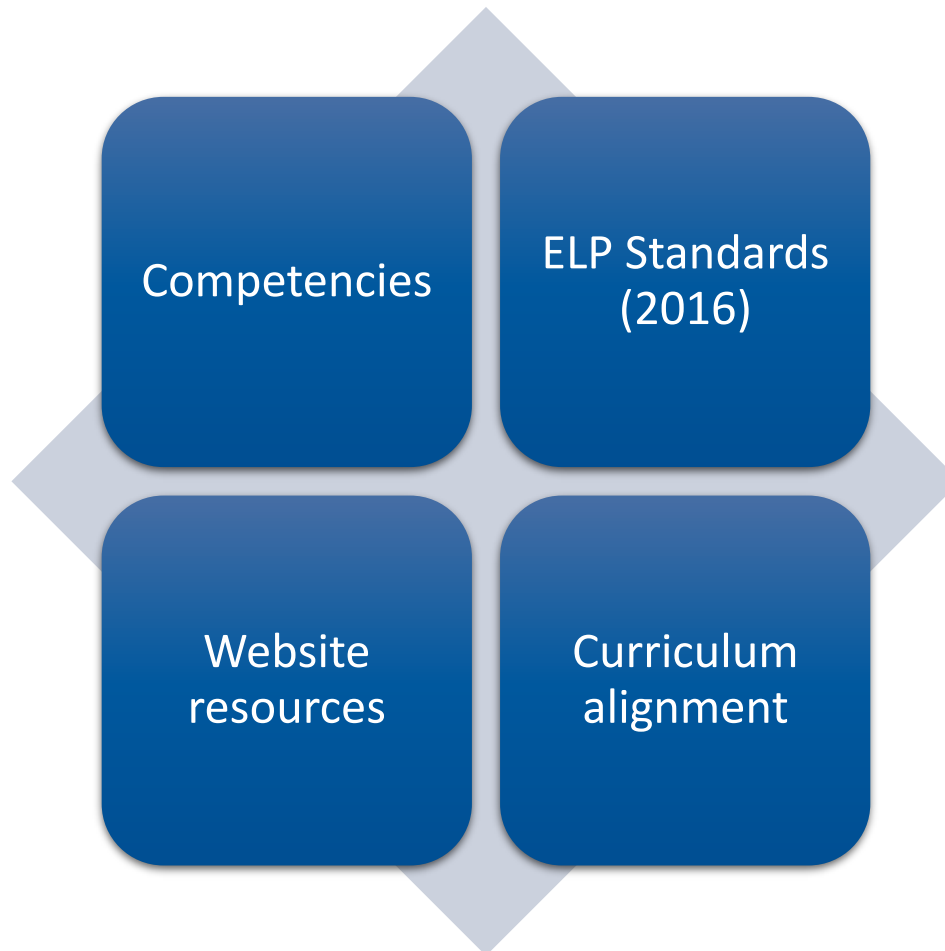 Competencies
ELP Standards
(2016)
Website
resources
Curriculum
alignment